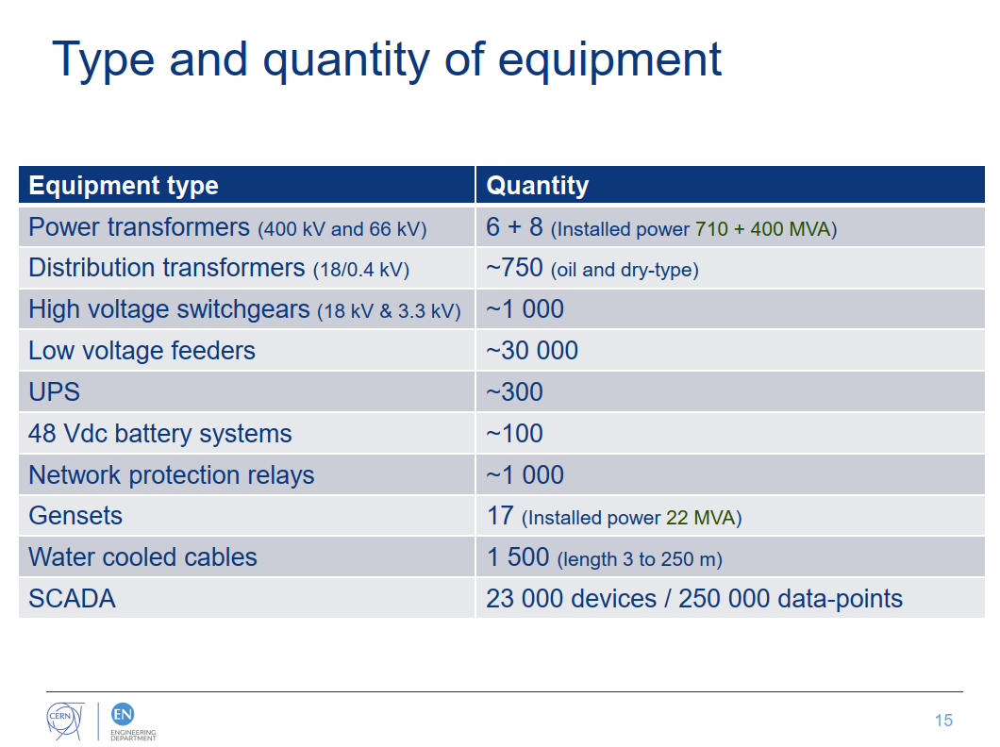 Type and quantity of equipment
Equipment type Quantity
Power transformers (400 kV and 66 kV) 6 + 8 (Installed power 710 + 400 MVA)
Distribution transformers (18/0.4 kV) ~750 (oil and dry-type)
High voltage switchgears (18 kV & 3.3 kV) ~1 000
Low voltage feeders ~30 000
UPS ~300
48 Vdc battery systems ~100
Network protection relays ~1 000
Gensets 17 (Installed power 22 MVA)
Water cooled cables 1 500 (length 3 to 250 m)
SCADA 23 000 devices / 250 000 data-points
CERN
EN
ENGINEERING
DEPARTMENT
15